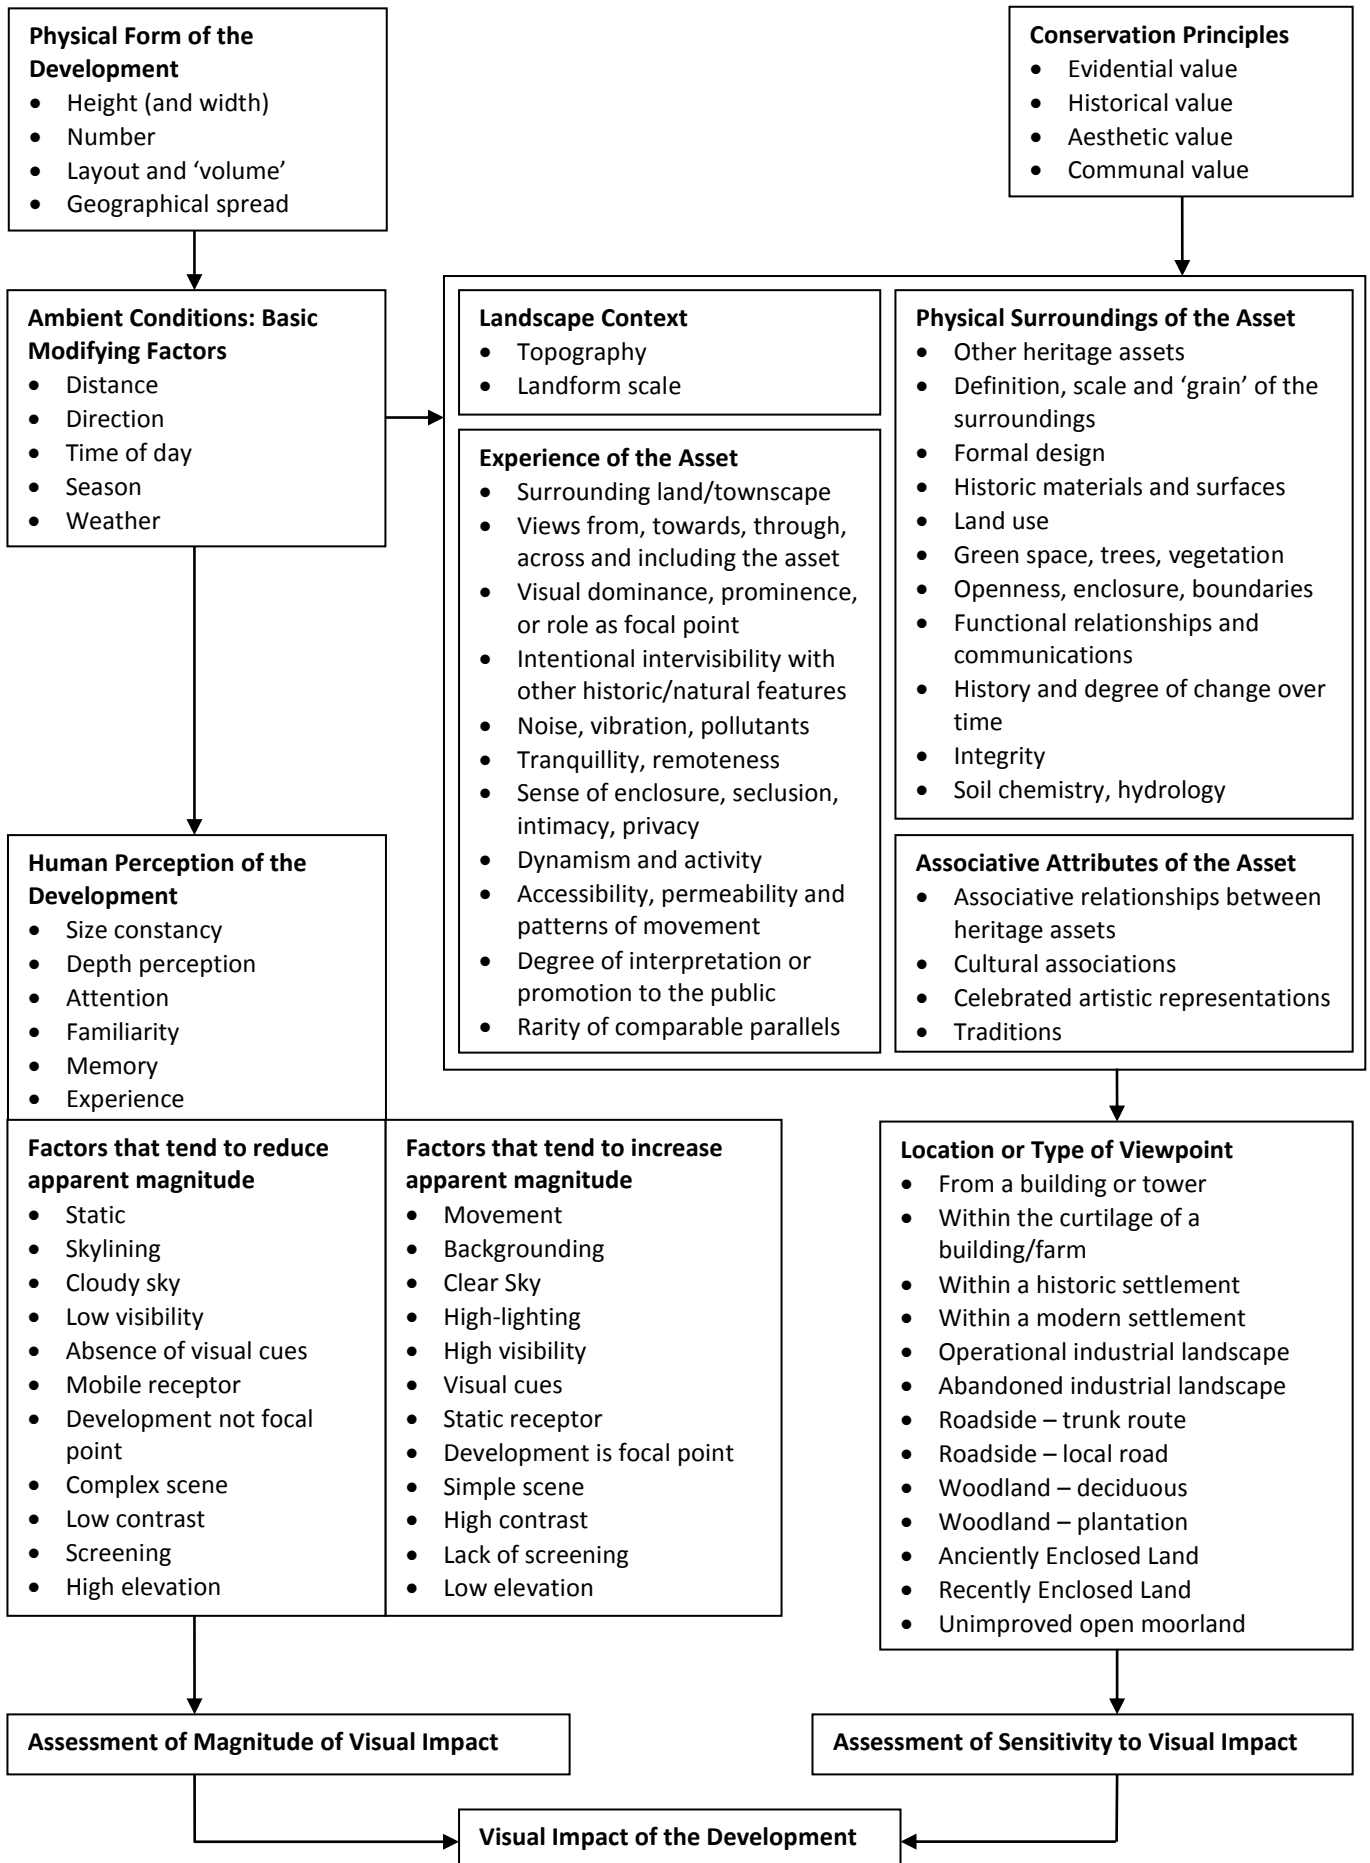 Physical Form of the
Development
• Height (and width)
• Number
• Layout and ‘volume’
• Geographical spread
Conservation Principles
• Evidential value
• Historical value
• Aesthetic value
• Communal value
Ambient Conditions: Basic
Modifying Factors
• Distance
• Direction
• Time of day
• Season
• Weather
Landscape Context
• Topography
• Landform scale
Experience of the Asset
• Surrounding land/townscape
• Views from, towards, through,
across and including the asset
• Visual dominance, prominence,
or role as focal point
• Intentional intervisibility with
other historic/natural features
• Noise, vibration, pollutants
• Tranquillity, remoteness
• Sense of enclosure, seclusion,
intimacy, privacy
• Dynamism and activity
• Accessibility, permeability and
patterns of movement
• Degree of interpretation or
promotion to the public
• Rarity of comparable parallels
Physical Surroundings of the Asset
• Other heritage assets
• Definition, scale and ‘grain’ of the
surroundings
• Formal design
• Historic materials and surfaces
• Land use
• Green space, trees, vegetation
• Openness, enclosure, boundaries
• Functional relationships and
communications
• History and degree of change over
time
• Integrity
• Soil chemistry, hydrology
Associative Attributes of the Asset
• Associative relationships between
heritage assets
• Cultural associations
• Celebrated artistic representations
• Traditions
Human Perception of the
Development
• Size constancy
• Depth perception
• Attention
• Familiarity
• Memory
• Experience
Factors that tend to reduce
apparent magnitude
• Static
• Skylining
• Cloudy sky
• Low visibility
• Absence of visual cues
• Mobile receptor
• Development not focal
point
• Complex scene
• Low contrast
• Screening
• High elevation
Factors that tend to increase
apparent magnitude
• Movement
• Backgrounding
• Clear Sky
• High-lighting
• High visibility
• Visual cues
• Static receptor
• Development is focal point
• Simple scene
• High contrast
• Lack of screening
• Low elevation
Location or Type of Viewpoint
• From a building or tower
• Within the curtilage of a
building/farm
• Within a historic settlement
• Within a modern settlement
• Operational industrial landscape
• Abandoned industrial landscape
• Roadside – trunk route
• Roadside – local road
• Woodland – deciduous
• Woodland – plantation
• Anciently Enclosed Land
• Recently Enclosed Land
• Unimproved open moorland
Assessment of Magnitude of Visual Impact
Assessment of Sensitivity to Visual Impact
Visual Impact of the Development